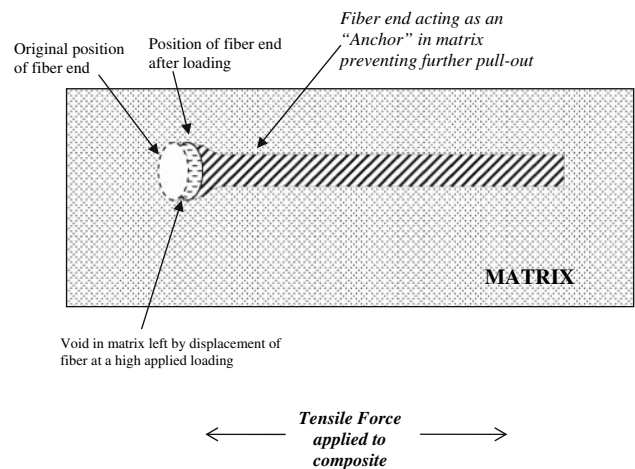 Original position
of fiber end
Position of fiber end
after loading
Fiber end acting as an
“Anchor” in matrix
preventing further pull-out
MATRIX
Void in matrix left by displacement of
fiber at a high applied loading
Tensile Force
applied to
composite